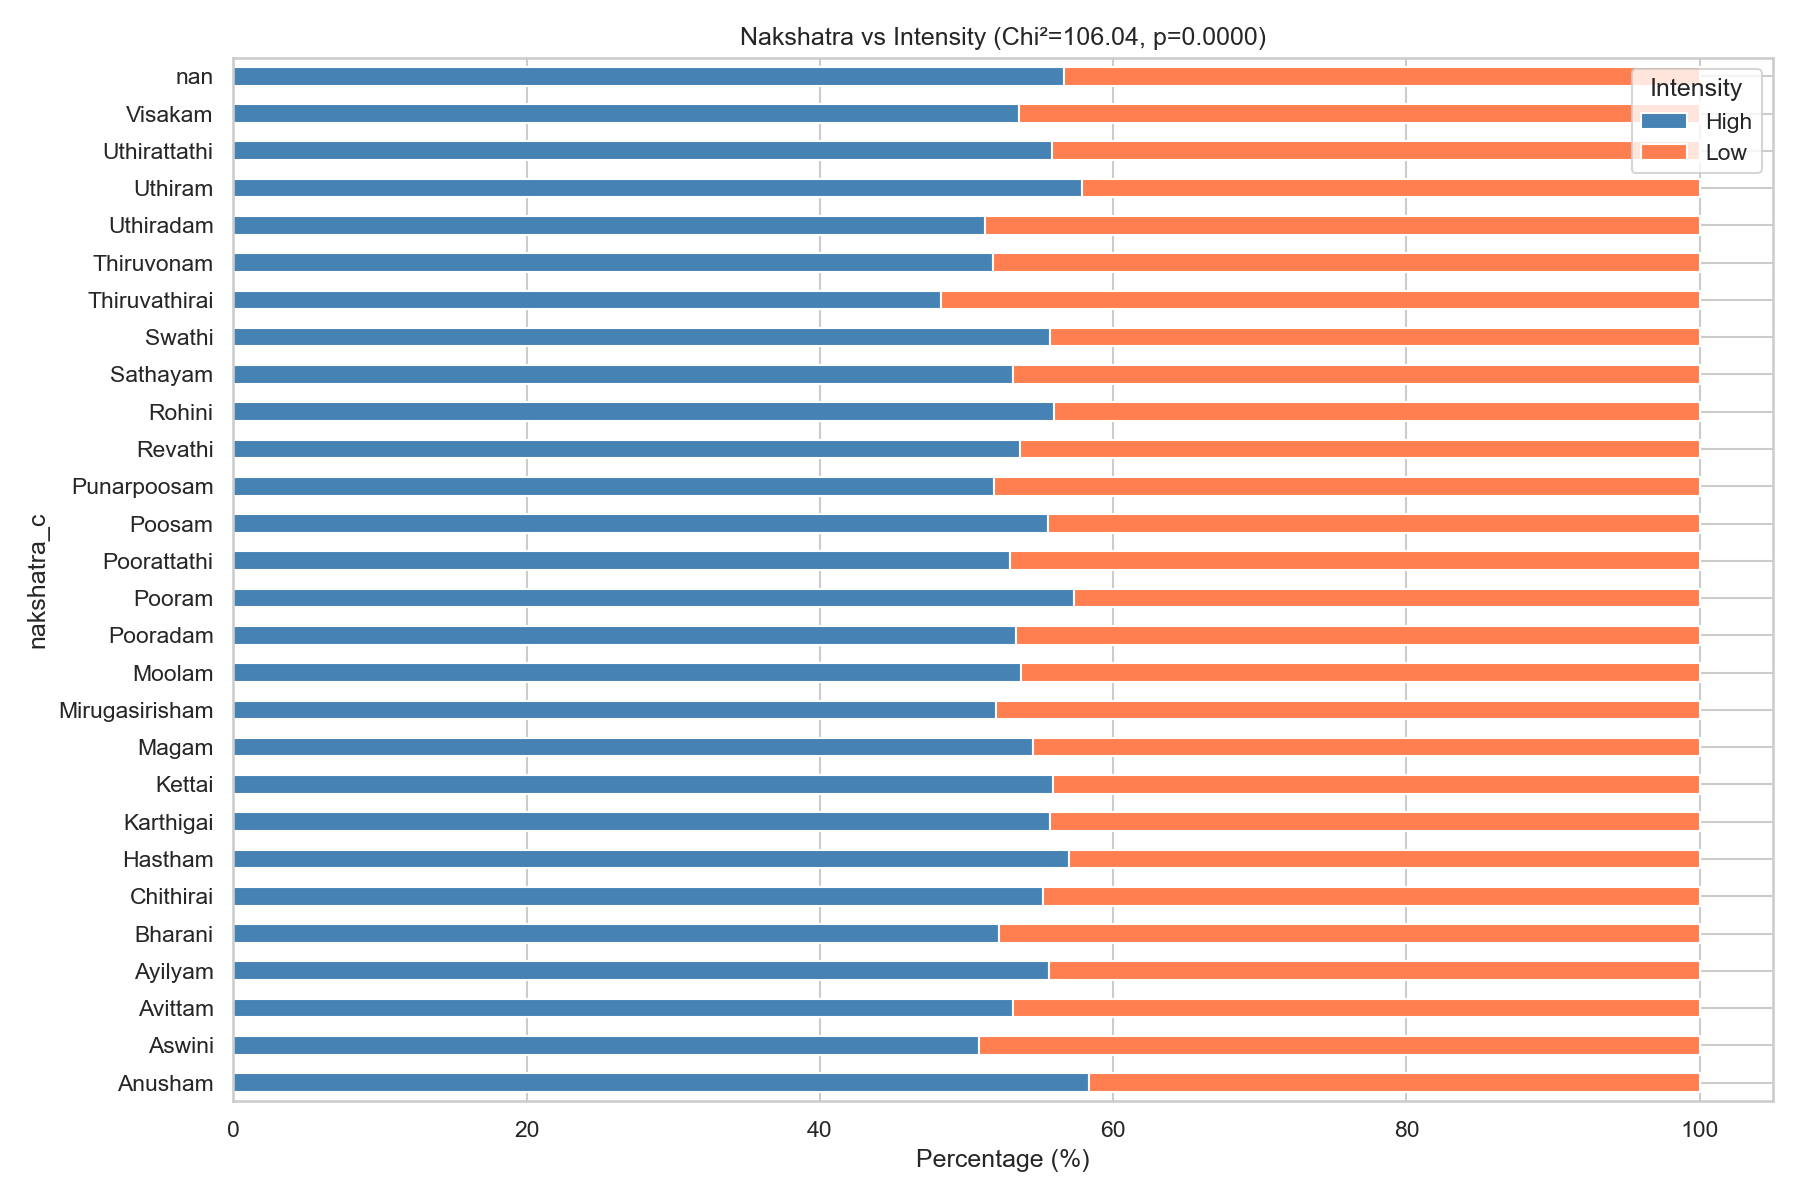 Nakshatra vs Intensity (Chi²=106.04, p=0.0000)
Intensity
High
Low
nan
Visakam
Uthirattathi
Uthiram
Uthiradam
Thiruvonam
Thiruvathirai
Swathi
Sathayam
Rohini
Revathi
Punarpoosam
Poosam
Poorattathi
Pooram
Pooradam
Moolam
Mirugasirisham
Magam
Kettai
Karthigai
Hastham
Chithirai
Bharani
Ayilyam
Avittam
Aswini
Anusham
nakshatra_c
0 20 40 60 80 100
Percentage (%)